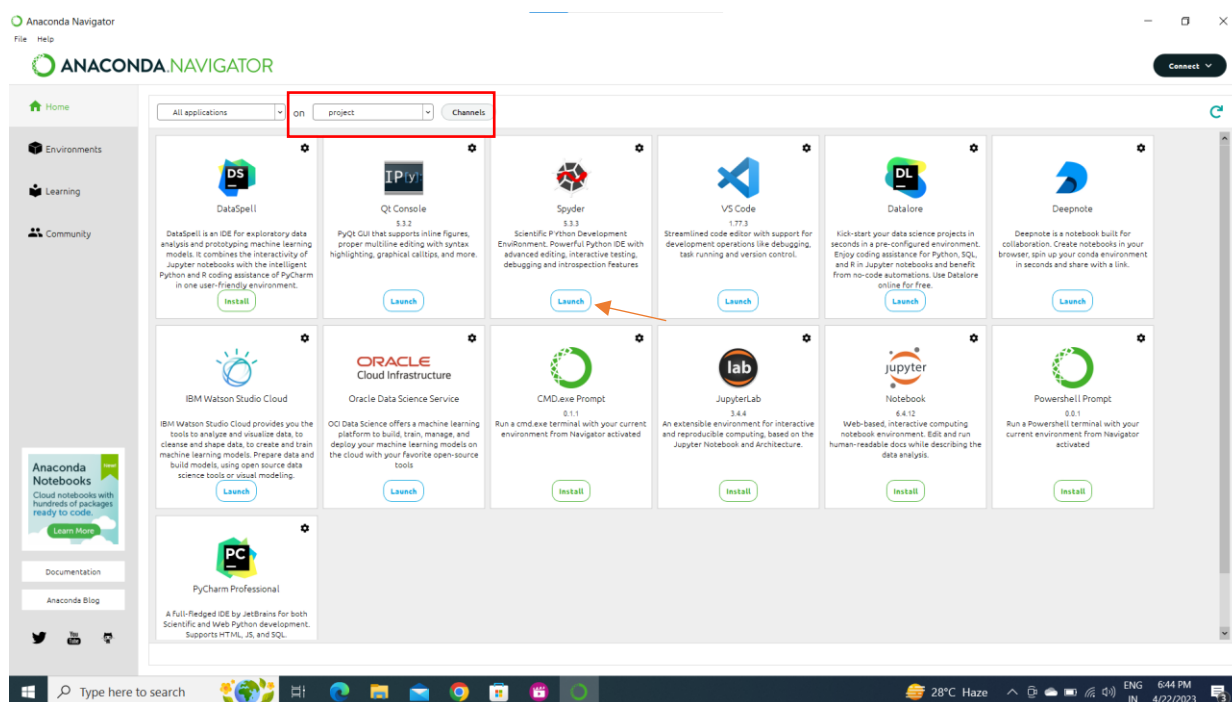 Anaconda Navigator
File Help
ANACONDA.NAVIGATOR
Connect
Home
Environments
Learning
Community
All applications
on
project
Channels
DS
DataSpell
DataSpell is an IDE for exploratory data
analysis and prototyping machine learning
models. It combines the interactivity of
Jupyter notebooks with the intelligent
Python and R coding assistance of PyCharm
in one user-friendly environment.
Install
IP[y]:
Qt Console
5.3.2
PyQt GUI that supports inline figures,
proper multiline editing with syntax
highlighting, graphical calltips, and more.
Launch
Spyder
5.3.3
Scientific PYthon Development
EnviRonment. Powerful Python IDE with
advanced editing, interactive testing,
debugging and introspection features
Launch
VS Code
1.77.3
Streamlined code editor with support for
development operations like debugging,
task running and version control.
Launch
DL
Datalore
Kick-start your data science projects in
seconds in a pre-configured environment.
Enjoy coding assistance for Python, SQL,
and R in Jupyter notebooks and benefit
from no-code automations. Use Datalore
online for free.
Launch
Deepnote
Deepnote is a notebook built for
collaboration. Create notebooks in your
browser, spin up your conda environment
in seconds and share with a link.
Launch
IBM Watson Studio Cloud
IBM Watson Studio Cloud provides you the
tools to analyze and visualize data, to
cleanse and shape data, to create and train
machine learning models. Prepare data and
build models, using open source data
science tools or visual modeling.
Launch
ORACLE
Cloud Infrastructure
Oracle Data Science Service
OCI Data Science offers a machine learning
platform to build, train, manage, and
deploy your machine learning models on
the cloud with your favorite open-source
tools
Launch
CMD.exe Prompt
0.1.1
Run a cmd.exe terminal with your current
environment from Navigator activated
Install
lab
JupyterLab
3.4.4
An extensible environment for interactive
and reproducible computing, based on the
Jupyter Notebook and Architecture.
Install
jupyter
Notebook
6.4.12
Web-based, interactive computing
notebook environment. Edit and run
human-readable docs while describing the
data analysis.
Install
Powershell Prompt
0.0.1
Run a Powershell terminal with your
current environment from Navigator
activated
Install
PC
PyCharm Professional
A full-fledged IDE by JetBrains for both
Scientific and Web Python development.
Supports HTML, JS, and SQL.
Anaconda
Notebooks
New
Cloud notebooks with
hundreds of packages
ready to code.
Learn More
Documentation
Anaconda Blog
You
Tube
Type here to search
28°C Haze
ENG
IN
6:44 PM
4/22/2023
3